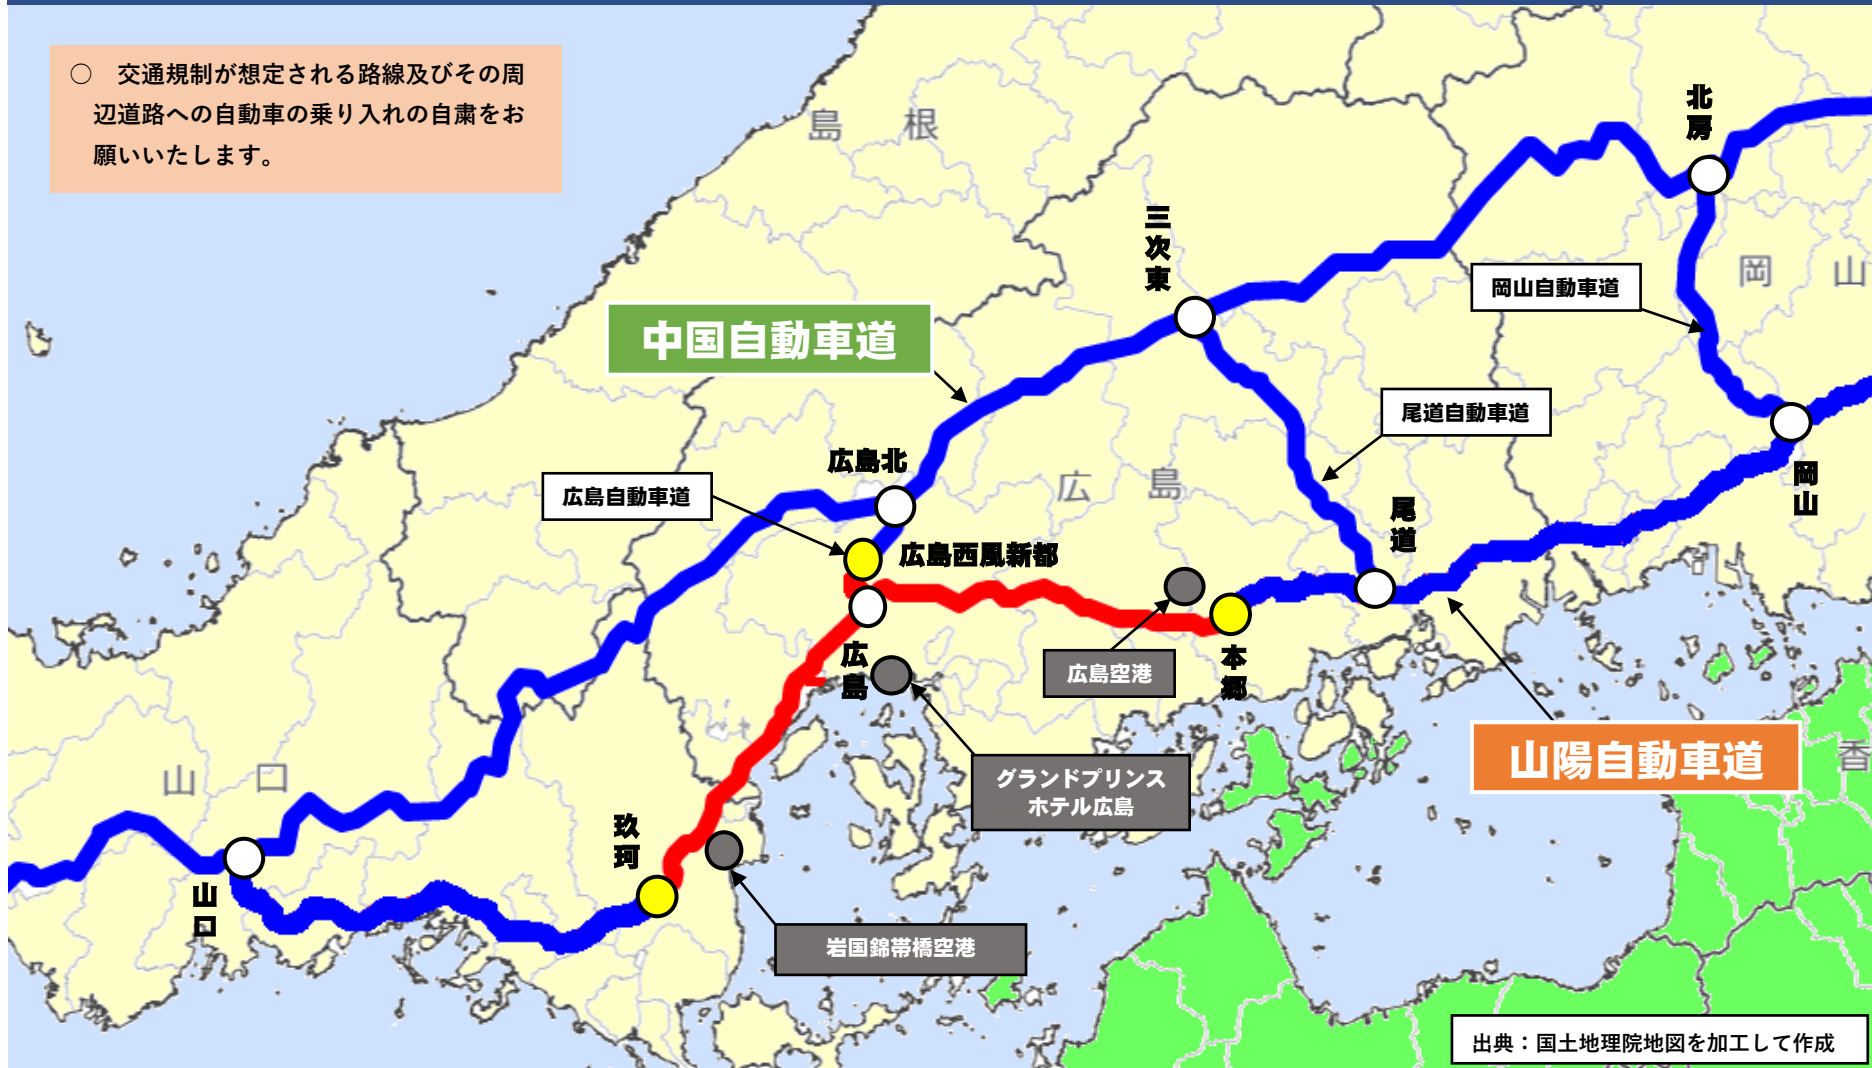 ○　交通規制が想定される路線及びその周
辺道路への自動車の乗り入れの自粛をお
願いいたします。
島　根
北房
三次東
岡　山
岡山自動車道
中国自動車道
尾道自動車道
広島北
広　島
岡山
広島自動車道
尾道
広島西風新都
広島
広島空港
本郷
山陽自動車道
香
山　口
グランドプリンス
ホテル広島
玖珂
山口
岩国錦帯橋空港
出典：国土地理院地図を加工して作成